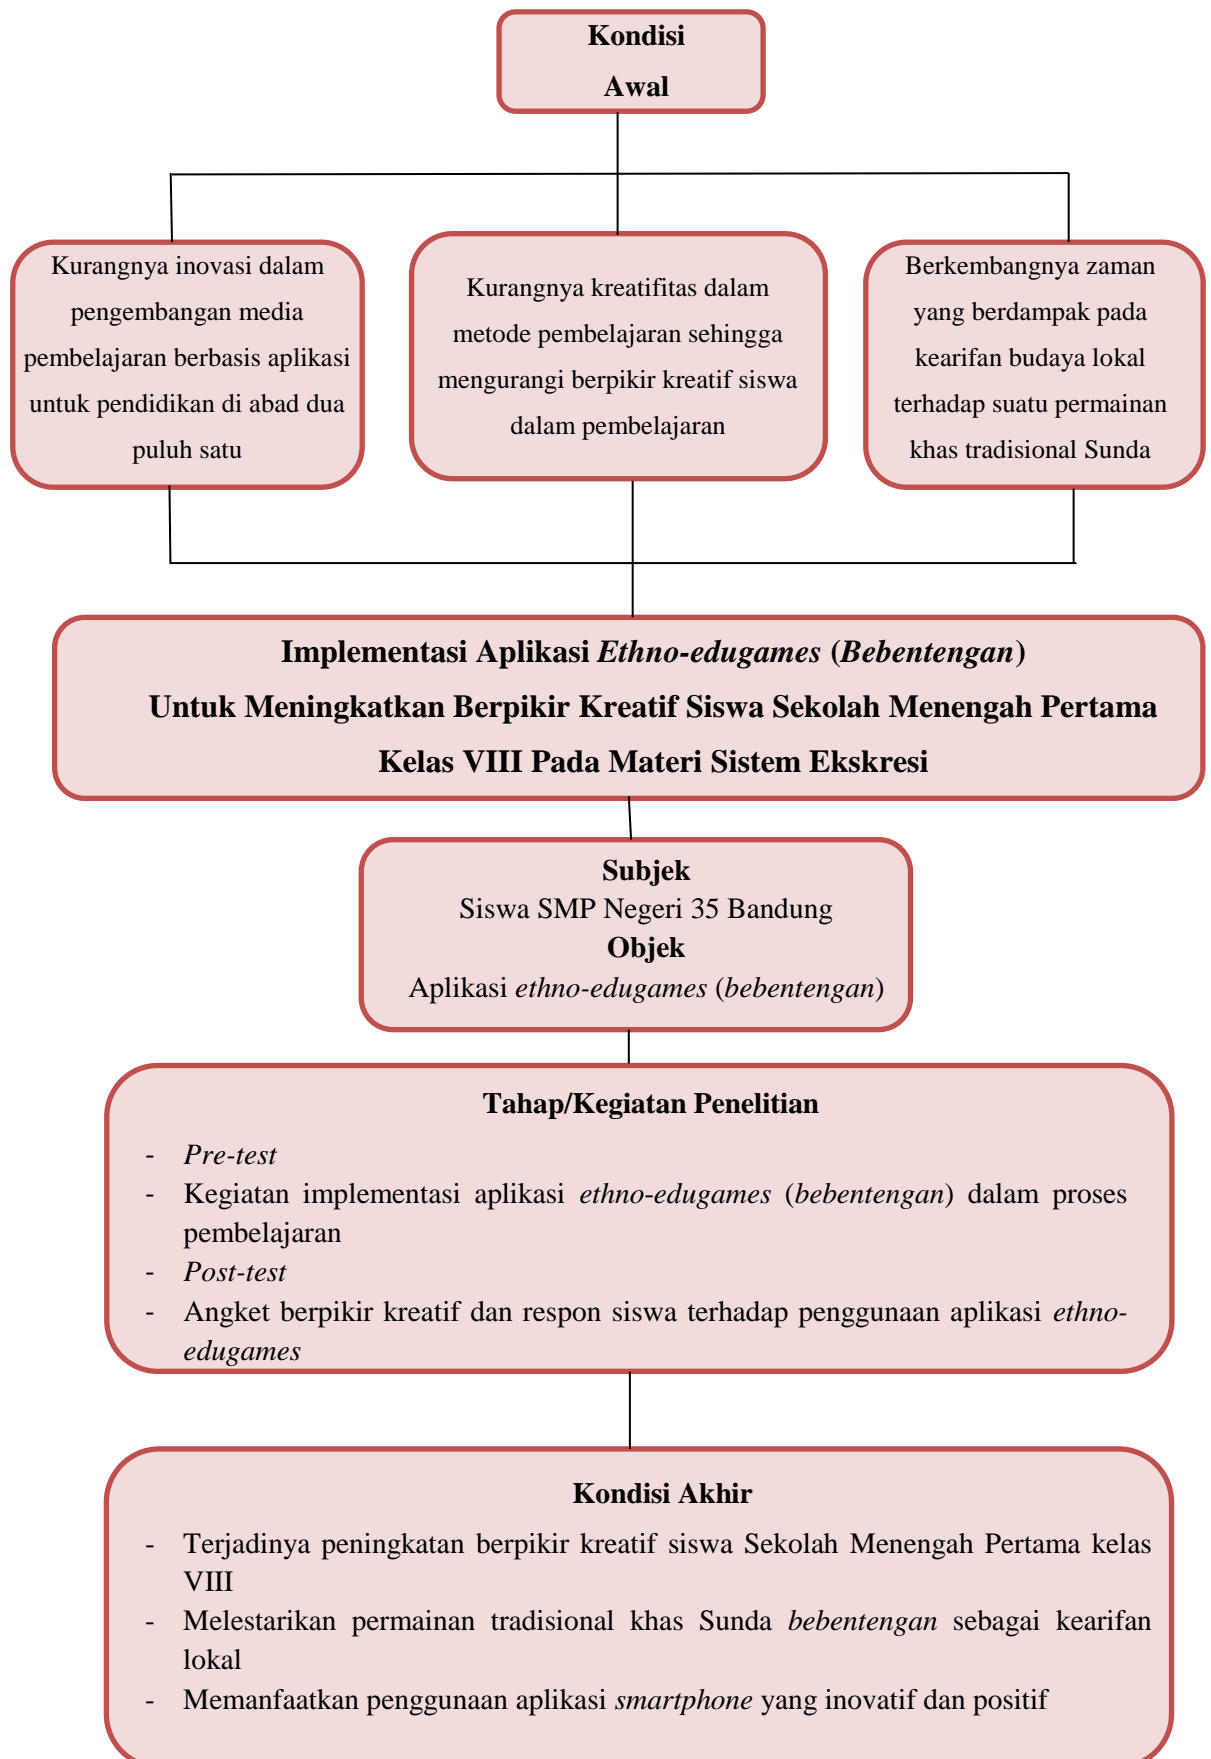 Kondisi
Awal
Kurangnya inovasi dalam
pengembangan media
pembelajaran berbasis aplikasi
untuk pendidikan di abad dua
puluh satu
Kurangnya kreatifitas dalam
metode pembelajaran sehingga
mengurangi berpikir kreatif siswa
dalam pembelajaran
Berkembangnya zaman
yang berdampak pada
kearifan budaya lokal
terhadap suatu permainan
khas tradisional Sunda
Implementasi Aplikasi Ethno-edugames (Bebentengan)
Untuk Meningkatkan Berpikir Kreatif Siswa Sekolah Menengah Pertama
Kelas VIII Pada Materi Sistem Ekskresi
Subjek
Siswa SMP Negeri 35 Bandung
Objek
Aplikasi ethno-edugames (bebentengan)
Tahap/Kegiatan Penelitian
- Pre-test
- Kegiatan implementasi aplikasi ethno-edugames (bebentengan) dalam proses
pembelajaran
- Post-test
- Angket berpikir kreatif dan respon siswa terhadap penggunaan aplikasi ethno-
edugames
Kondisi Akhir
- Terjadinya peningkatan berpikir kreatif siswa Sekolah Menengah Pertama kelas
VIII
- Melestarikan permainan tradisional khas Sunda bebentengan sebagai kearifan
lokal
- Memanfaatkan penggunaan aplikasi smartphone yang inovatif dan positif